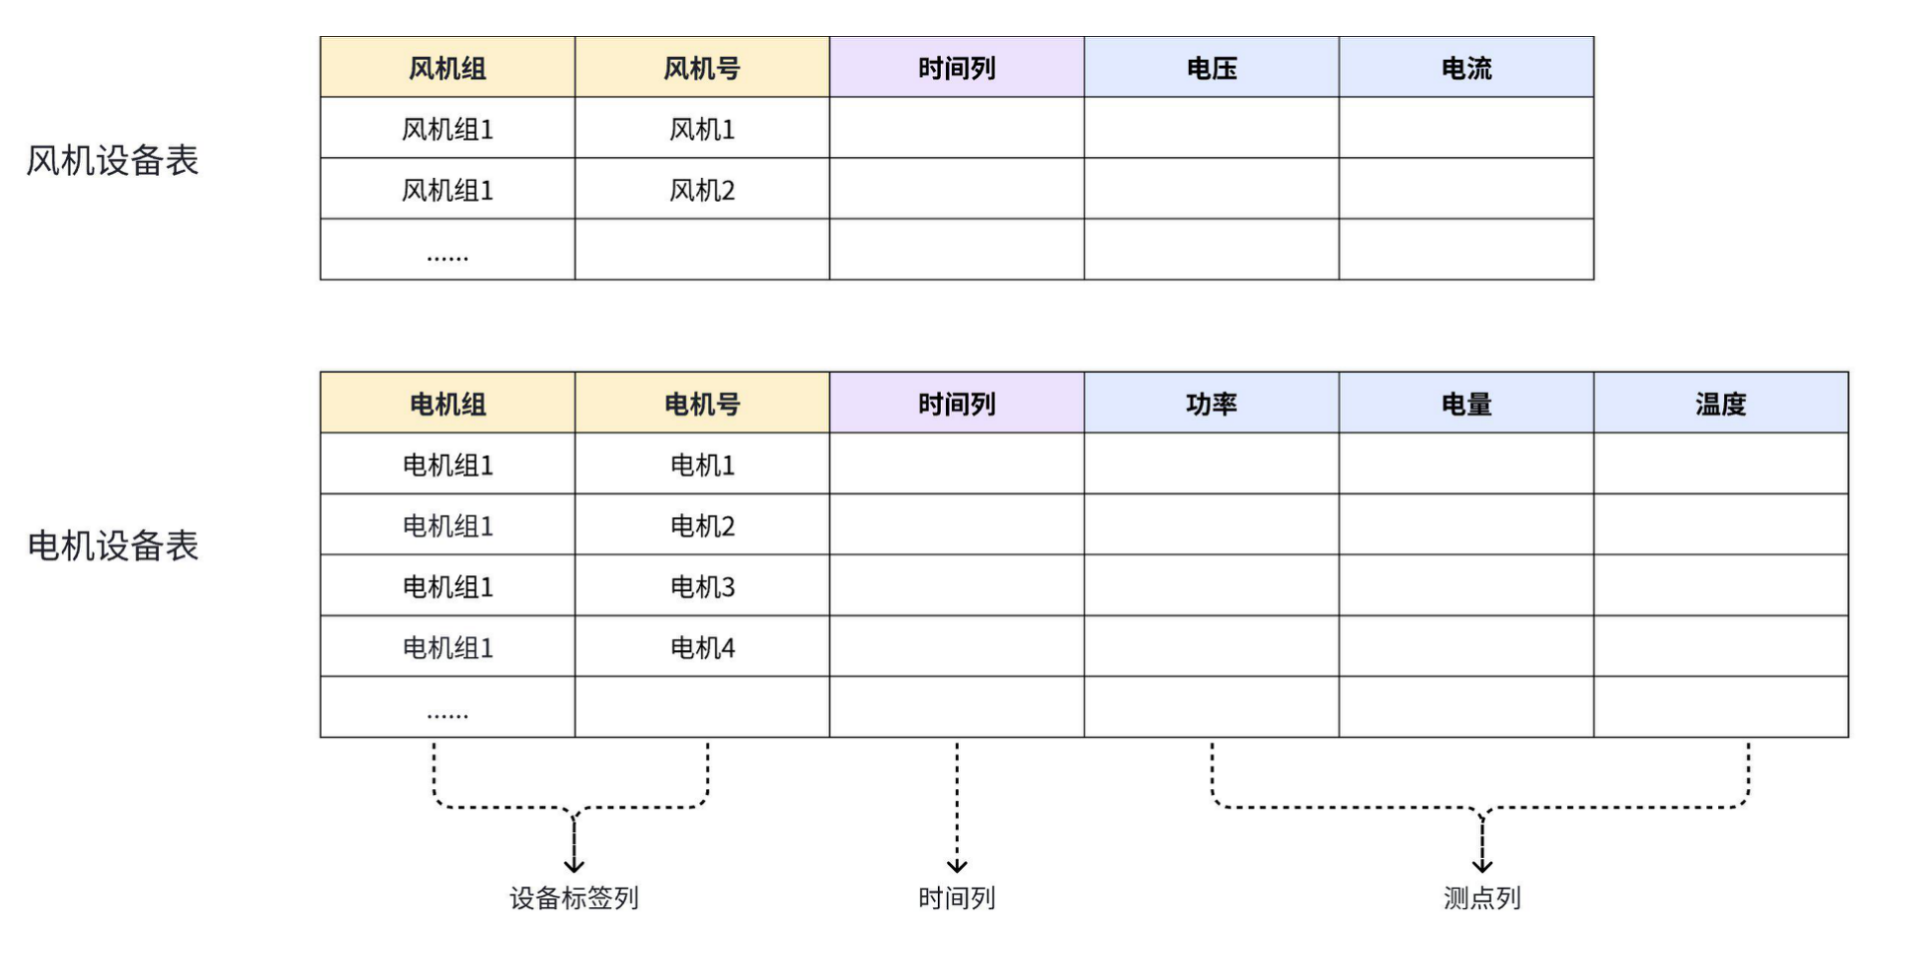 风机设备表
风机组 风机号 时间列 电压 电流
风机组1 风机1
风机组1 风机2
......
电机设备表
电机组 电机号 时间列 功率 电量 温度
电机组1 电机1
电机组1 电机2
电机组1 电机3
电机组1 电机4
......
设备标签列 时间列 测点列